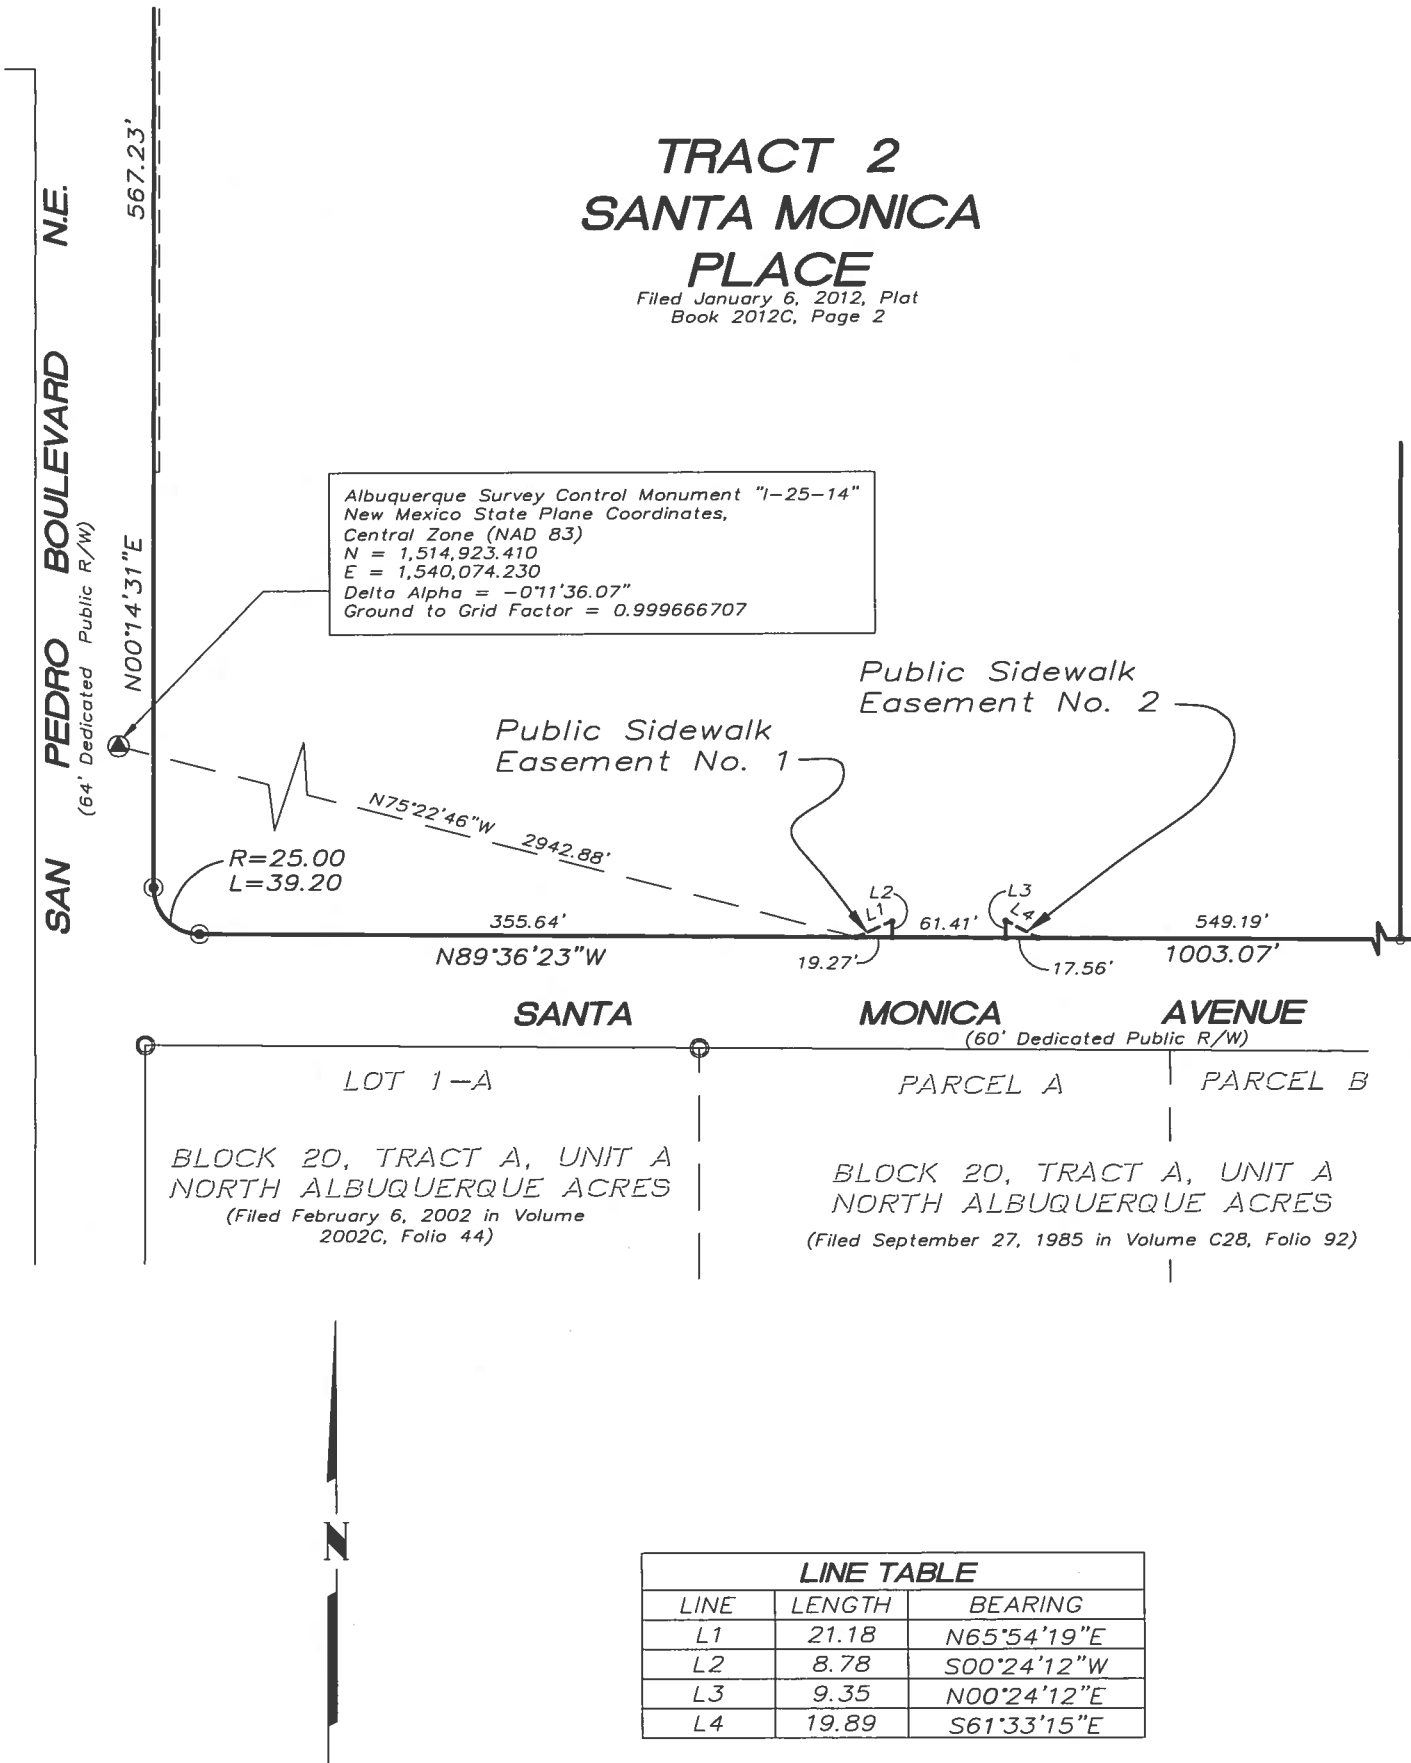 TRACT 2
SANTA MONICA
PLACE
Filed January 6, 2012, Plat
Book 2012C, Page 2
567.23'
N00°14'31"E
SAN PEDRO BOULEVARD N.E.
(64' Dedicated Public R/W)
Albuquerque Survey Control Monument "I-25-14"
New Mexico State Plane Coordinates,
Central Zone (NAD 83)
N = 1,514,923.410
E = 1,540,074.230
Delta Alpha = -0°11'36.07"
Ground to Grid Factor = 0.999666707
Public Sidewalk
Easement No. 2
Public Sidewalk
Easement No. 1
N75°22'46"W 2942.88'
R=25.00
L=39.20
L1
L2
L3
L4
355.64'
61.41'
549.19'
N89°36'23"W
19.27'
17.56'
1003.07'
SANTA MONICA AVENUE
(60' Dedicated Public R/W)
LOT 1-A
PARCEL A
PARCEL B
BLOCK 20, TRACT A, UNIT A
NORTH ALBUQUERQUE ACRES
(Filed February 6, 2002 in Volume
2002C, Folio 44)
BLOCK 20, TRACT A, UNIT A
NORTH ALBUQUERQUE ACRES
(Filed September 27, 1985 in Volume C28, Folio 92)
N
LINE TABLE
LINE LENGTH BEARING
L1 21.18 N65°54'19"E
L2 8.78 S00°24'12"W
L3 9.35 N00°24'12"E
L4 19.89 S61°33'15"E